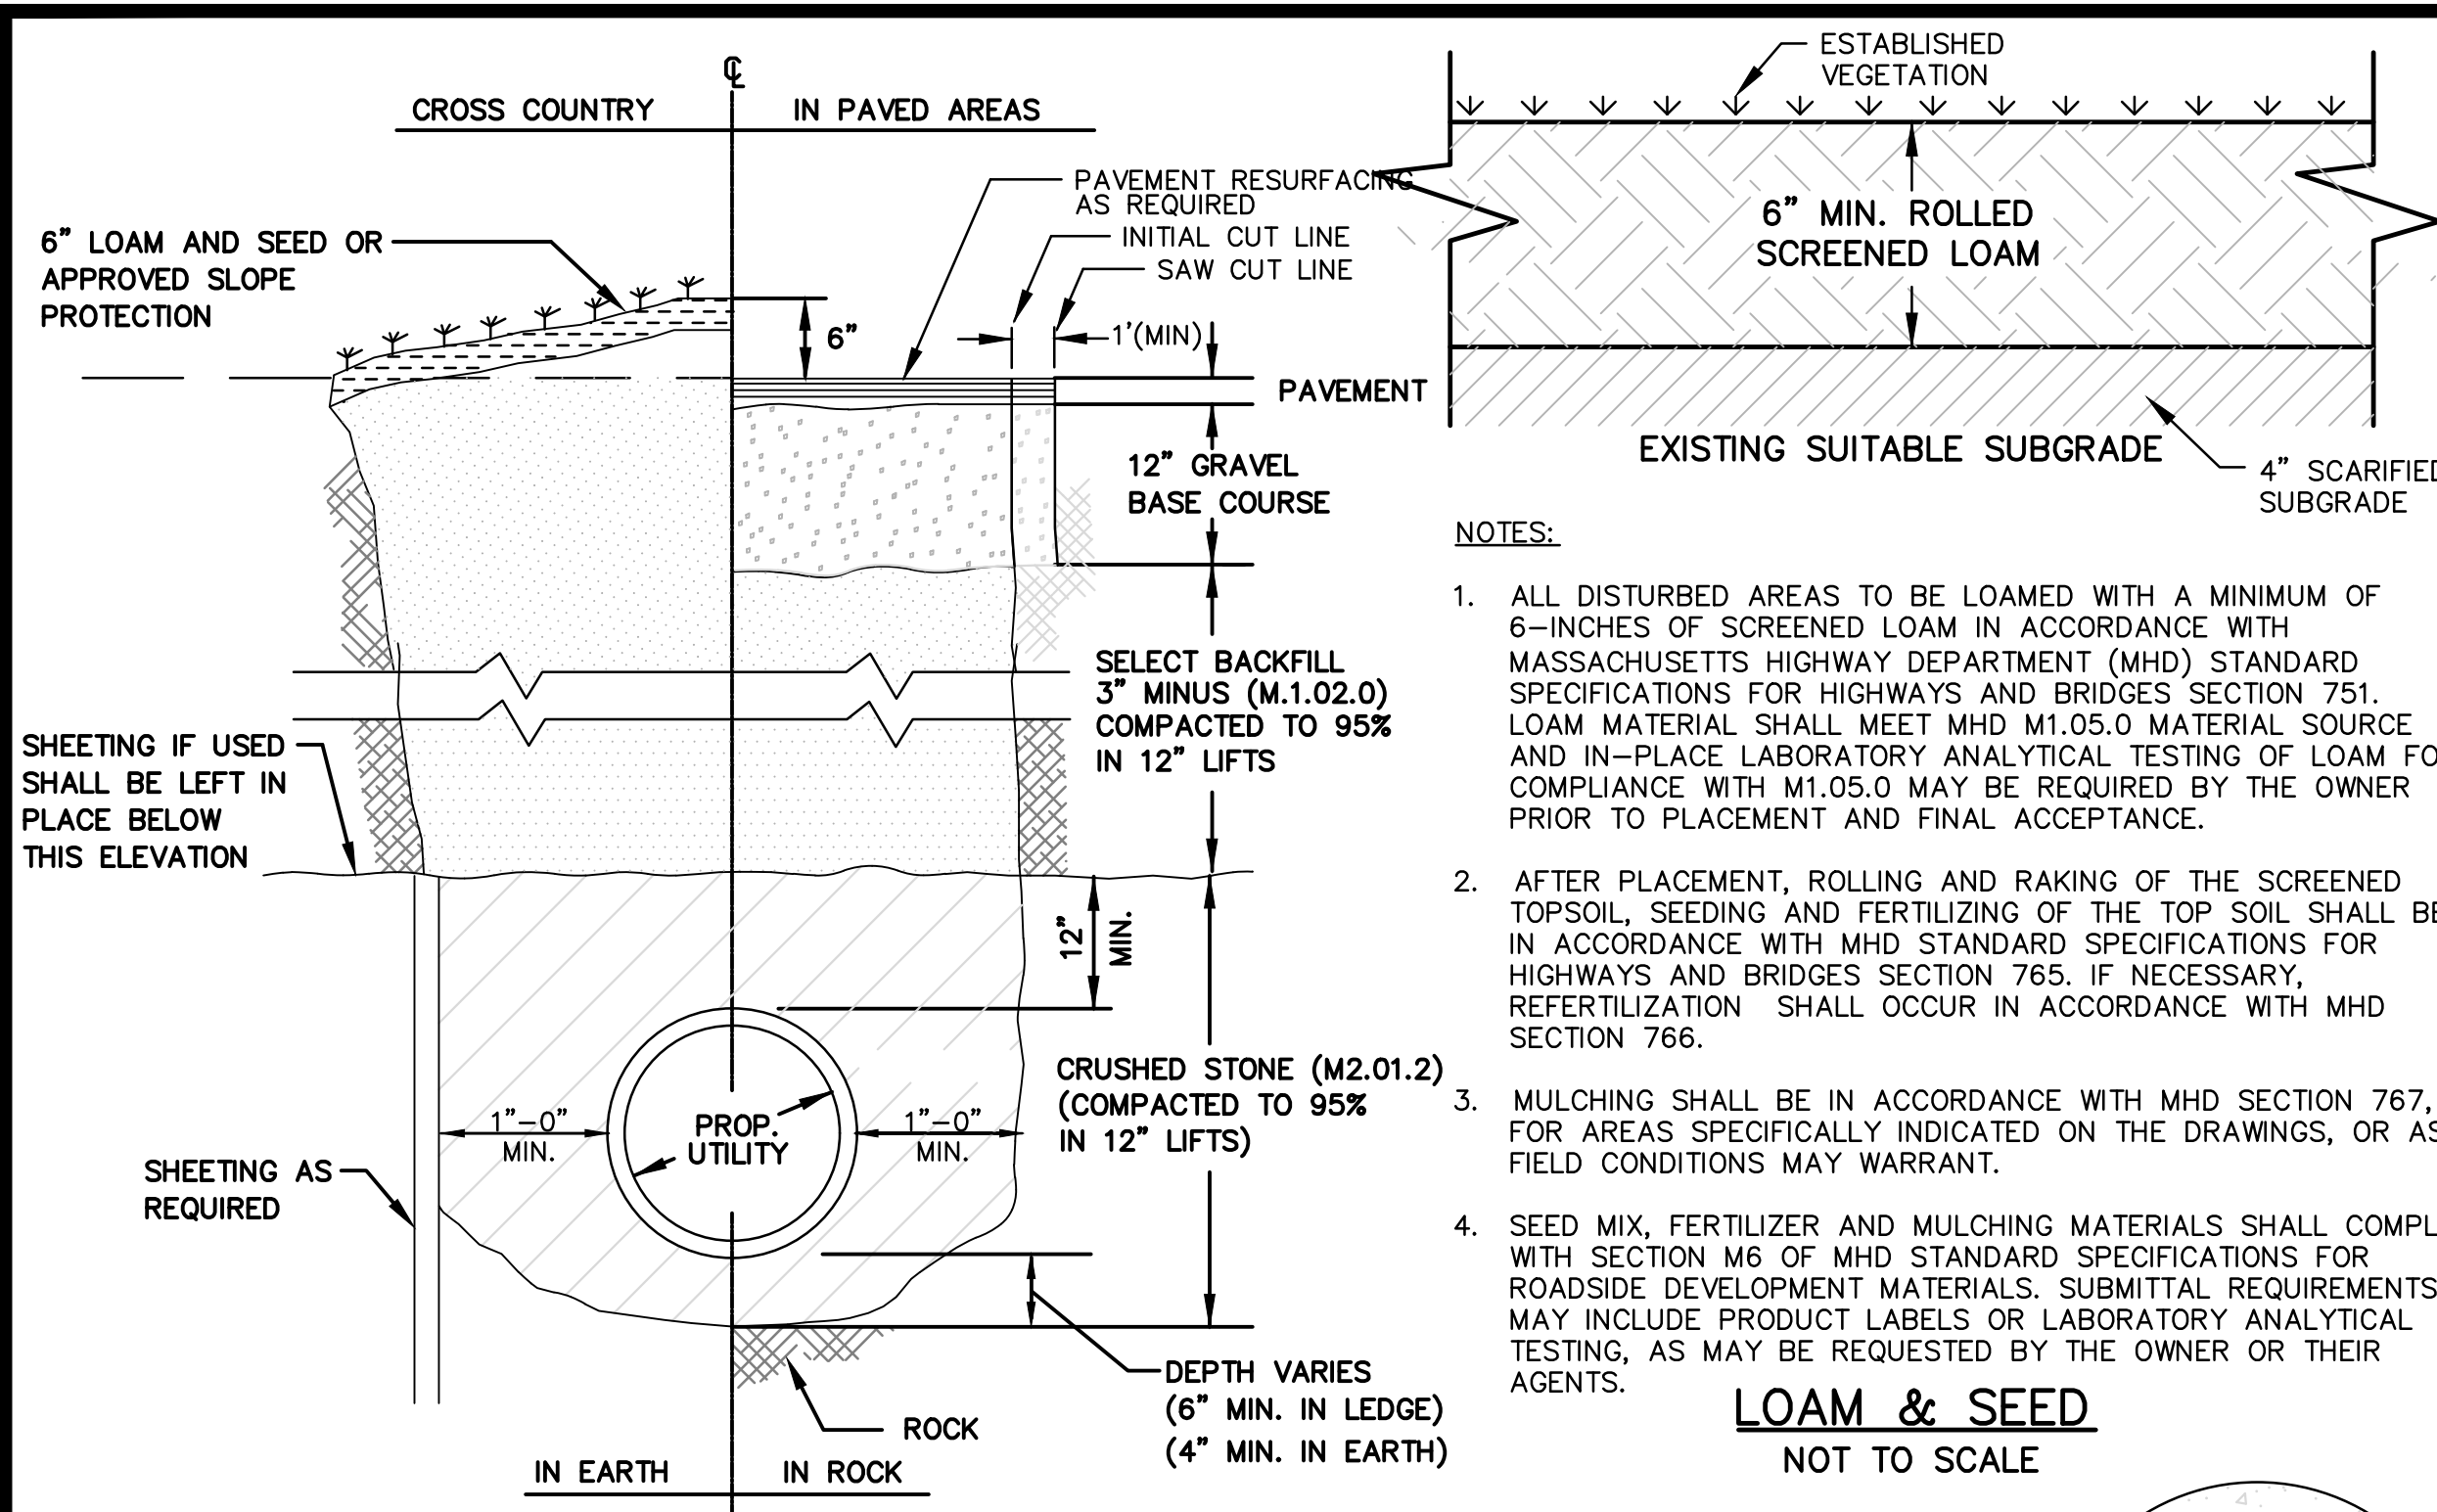 ℄
CROSS COUNTRY
IN PAVED AREAS
PAVEMENT RESURFACING
AS REQUIRED
INITIAL CUT LINE
SAW CUT LINE
6" LOAM AND SEED OR
APPROVED SLOPE
PROTECTION
6"
1'(MIN)
PAVEMENT
12" GRAVEL
BASE COURSE
SELECT BACKFILL
3" MINUS (M.1.02.0)
COMPACTED TO 95%
IN 12" LIFTS
SHEETING IF USED
SHALL BE LEFT IN
PLACE BELOW
THIS ELEVATION
12"
MIN.
CRUSHED STONE (M2.01.2)
(COMPACTED TO 95%
IN 12" LIFTS)
1"-0"
MIN.
PROP.
UTILITY
1"-0"
MIN.
SHEETING AS
REQUIRED
DEPTH VARIES
(6" MIN. IN LEDGE)
(4" MIN. IN EARTH)
ROCK
IN EARTH
IN ROCK
ESTABLISHED
VEGETATION
6" MIN. ROLLED
SCREENED LOAM
EXISTING SUITABLE SUBGRADE
4" SCARIFIED
SUBGRADE
NOTES:
1. ALL DISTURBED AREAS TO BE LOAMED WITH A MINIMUM OF
6-INCHES OF SCREENED LOAM IN ACCORDANCE WITH
MASSACHUSETTS HIGHWAY DEPARTMENT (MHD) STANDARD
SPECIFICATIONS FOR HIGHWAYS AND BRIDGES SECTION 751.
LOAM MATERIAL SHALL MEET MHD M1.05.0 MATERIAL SOURCE
AND IN-PLACE LABORATORY ANALYTICAL TESTING OF LOAM FO
COMPLIANCE WITH M1.05.0 MAY BE REQUIRED BY THE OWNER
PRIOR TO PLACEMENT AND FINAL ACCEPTANCE.
2. AFTER PLACEMENT, ROLLING AND RAKING OF THE SCREENED
TOPSOIL, SEEDING AND FERTILIZING OF THE TOP SOIL SHALL BE
IN ACCORDANCE WITH MHD STANDARD SPECIFICATIONS FOR
HIGHWAYS AND BRIDGES SECTION 765. IF NECESSARY,
REFERTILIZATION SHALL OCCUR IN ACCORDANCE WITH MHD
SECTION 766.
3. MULCHING SHALL BE IN ACCORDANCE WITH MHD SECTION 767,
FOR AREAS SPECIFICALLY INDICATED ON THE DRAWINGS, OR AS
FIELD CONDITIONS MAY WARRANT.
4. SEED MIX, FERTILIZER AND MULCHING MATERIALS SHALL COMPL
WITH SECTION M6 OF MHD STANDARD SPECIFICATIONS FOR
ROADSIDE DEVELOPMENT MATERIALS. SUBMITTAL REQUIREMENTS
MAY INCLUDE PRODUCT LABELS OR LABORATORY ANALYTICAL
TESTING, AS MAY BE REQUESTED BY THE OWNER OR THEIR
AGENTS.
LOAM & SEED
NOT TO SCALE